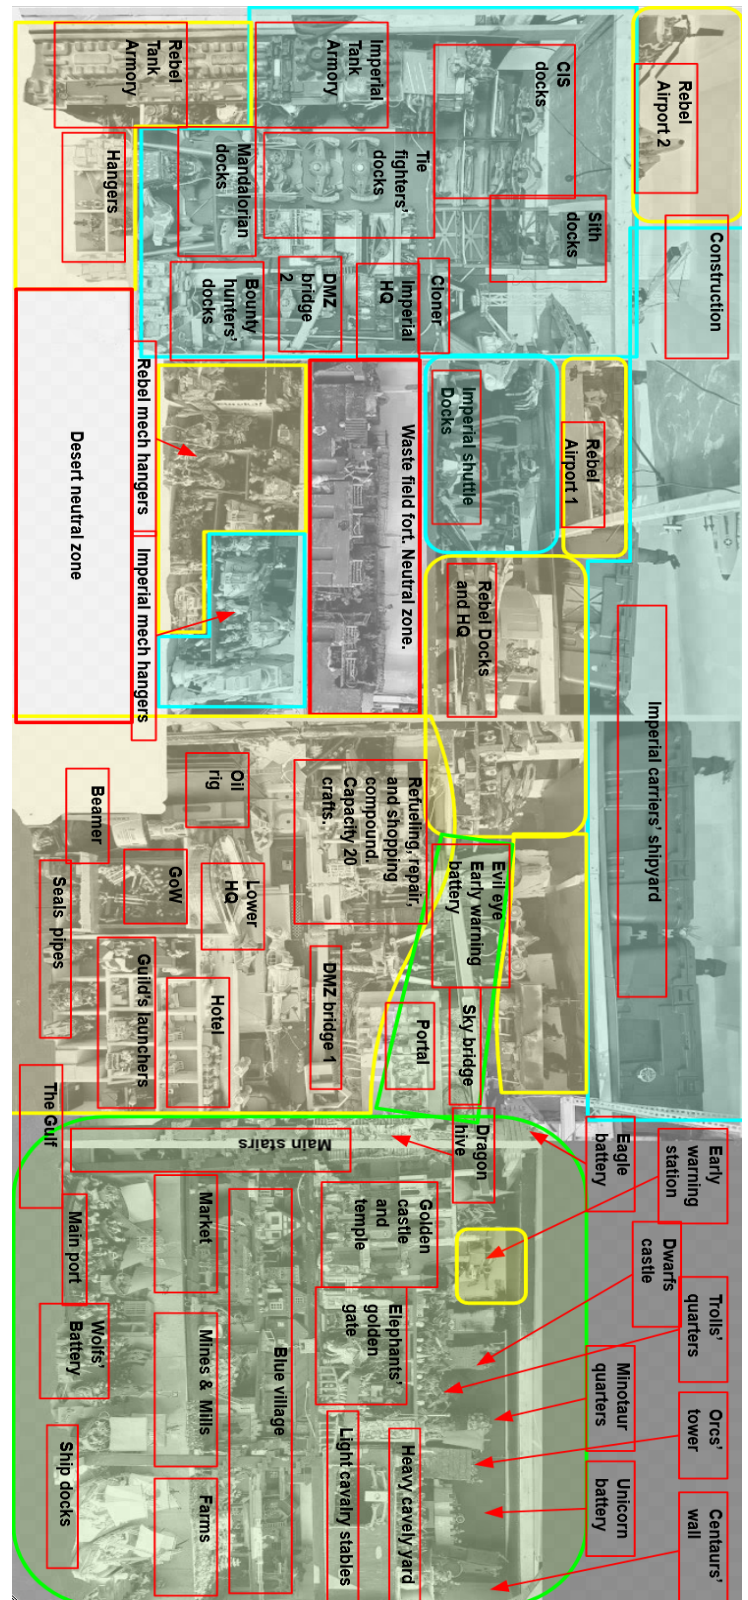 Rebel
Airport 2
Construction
CIS
docks
Sith
docks
Imperial
Tank
Armory
Rebel
Tank
Armory
Tie
fighters'
docks
Mandalorian
docks
Hangers
Cloner
Imperial
HQ
DMZ
bridge
2
Bounty
hunters'
docks
Rebel
Airport 1
Imperial shuttle
Docks
Waste field fort. Neutral zone.
Rebel mech hangers
Imperial mech hangers
Desert neutral zone
Rebel Docks
and HQ
Imperial carriers' shipyard
Refueling, repair,
and shopping
compound.
Capacity 20
crafts.
Oil
rig
Beamer
Evil eye
Early warning
battery
Lower
HQ
GoW
Seals pipes
Sky bridge
Portal
DMZ bridge 1
Hotel
Guild's launchers
The Gulf
Early
warning
station
Eagle
battery
Dragon
hive
Main stairs
Dwarfs
castle
Trolls'
quarters
Minotaur
quarters
Orcs'
tower
Unicorn
battery
Centaurs'
wall
Golden
castle
and
temple
Elephants'
golden
gate
Heavy cavely yard
Light cavalry stables
Blue village
Market
Mines & Mills
Farms
Main port
Wolfs'
Battery
Ship docks